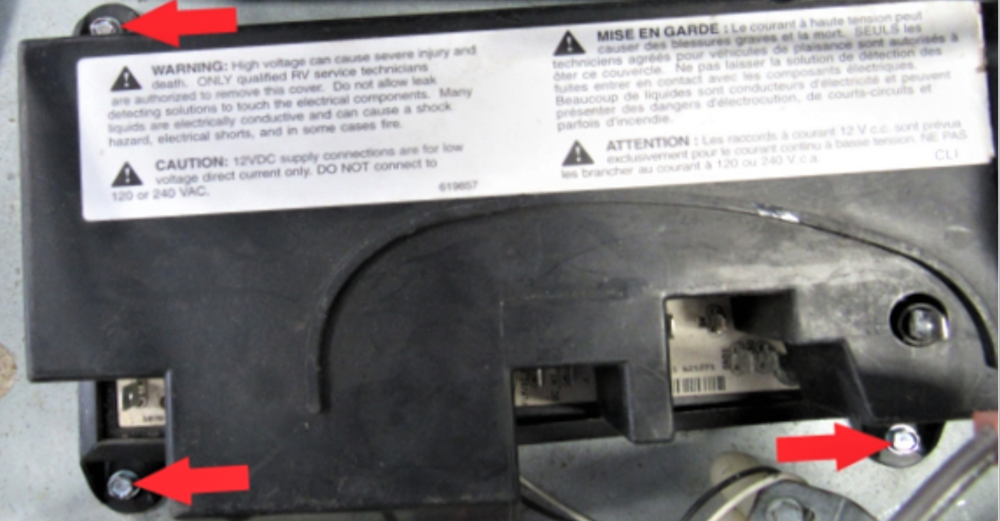 WARNING: High voltage can cause severe injury and
death. ONLY qualified RV service technicians
are authorized to remove this cover. Do not allow leak
detecting solutions to touch the electrical components. Many
liquids are electrically conductive and can cause a shock
hazard, electrical shorts, and in some cases fire.
CAUTION: 12VDC supply connections are for low
voltage direct current only. DO NOT connect to
120 or 240 VAC.
619857
MISE EN GARDE : Le courant à haute tension peut
causer des blessures graves et la mort. SEULS les
techniciens agréés pour véhicules de plaisance sont autorisés à
ôter ce couvercle. Ne pas laisser la solution de détection des
fuites entrer en contact avec les composants électriques.
Beaucoup de liquides sont conducteurs d'électricité et peuvent
présenter des dangers d'électrocution, de courts-circuits et
parfois d'incendie.
ATTENTION : Les raccords à courant 12 V c.c. sont prévus
exclusivement pour le courant continu à basse tension. NE PAS
les brancher au courant à 120 ou 240 V c.a.
CLI